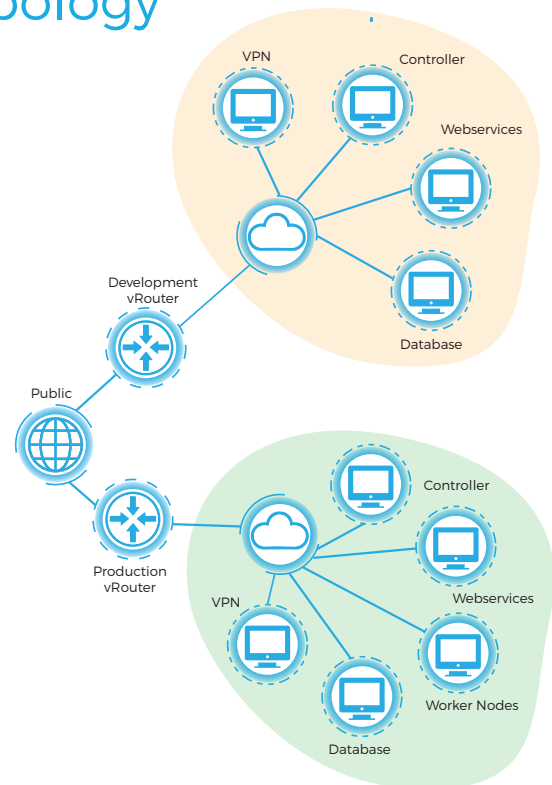 VPN
Controller
Webservices
Database
Development
vRouter
Public
Production
vRouter
Controller
Webservices
VPN
Worker Nodes
Database